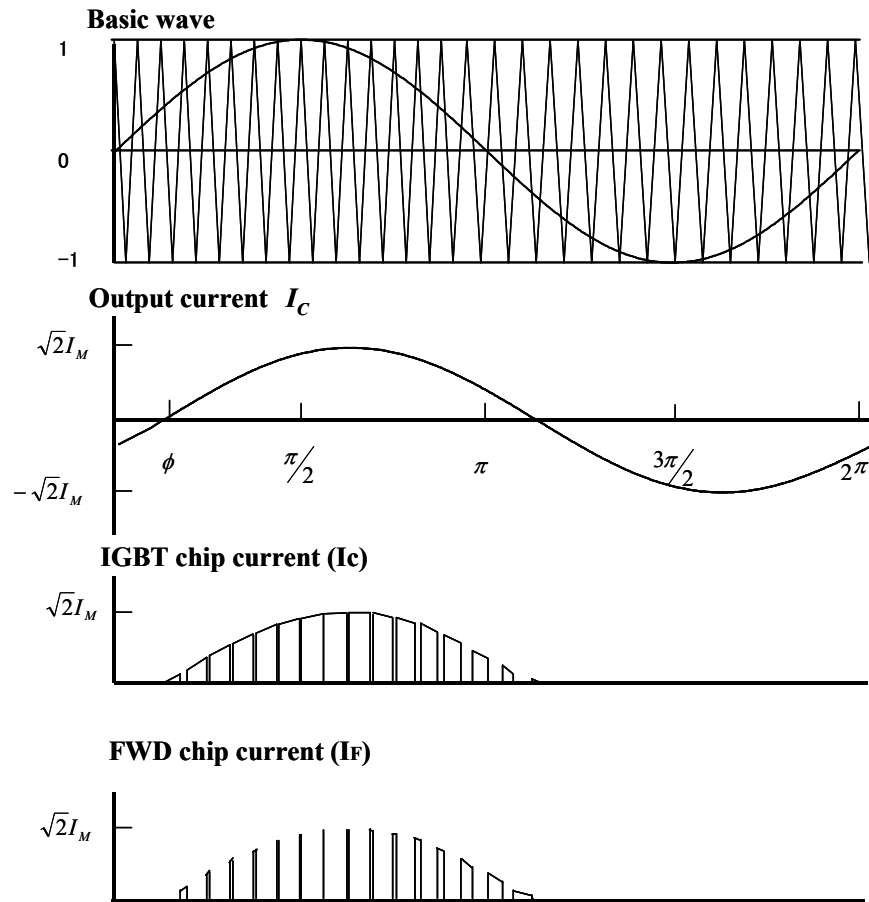 Basic wave
1
0
−1
Output current I_C
√2I_M
ϕ π/2 π 3π/2 2π
−√2I_M
IGBT chip current (Ic)
√2I_M
FWD chip current (IF)
√2I_M